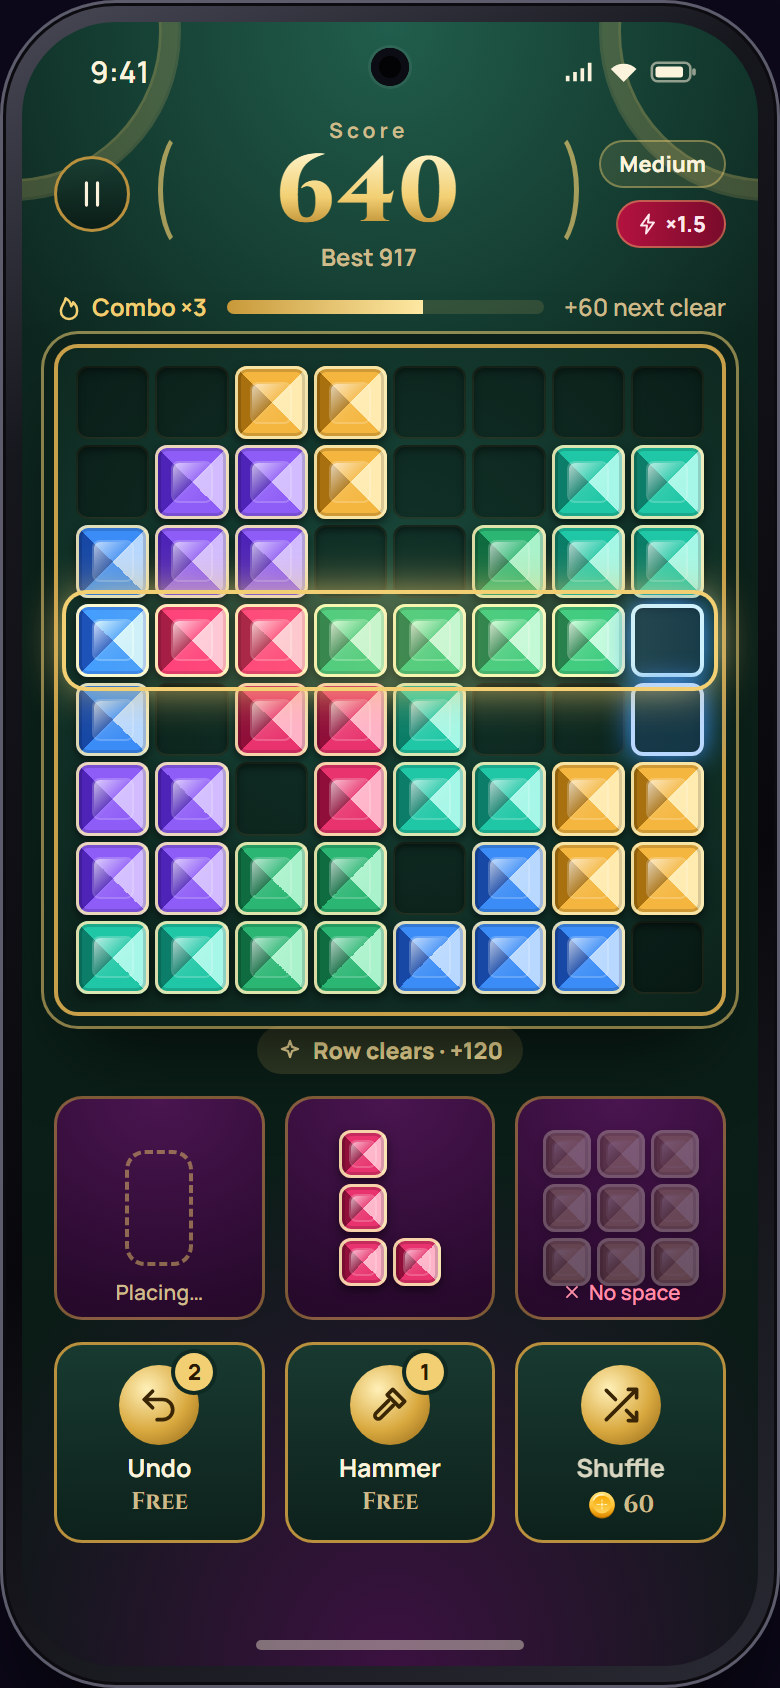 9:41
Score
640
Best 917
Medium
×1.5
Combo ×3
+60 next clear
Row clears · +120
Placing...
No space
2
1
Undo
Hammer
Shuffle
FREE
FREE
60